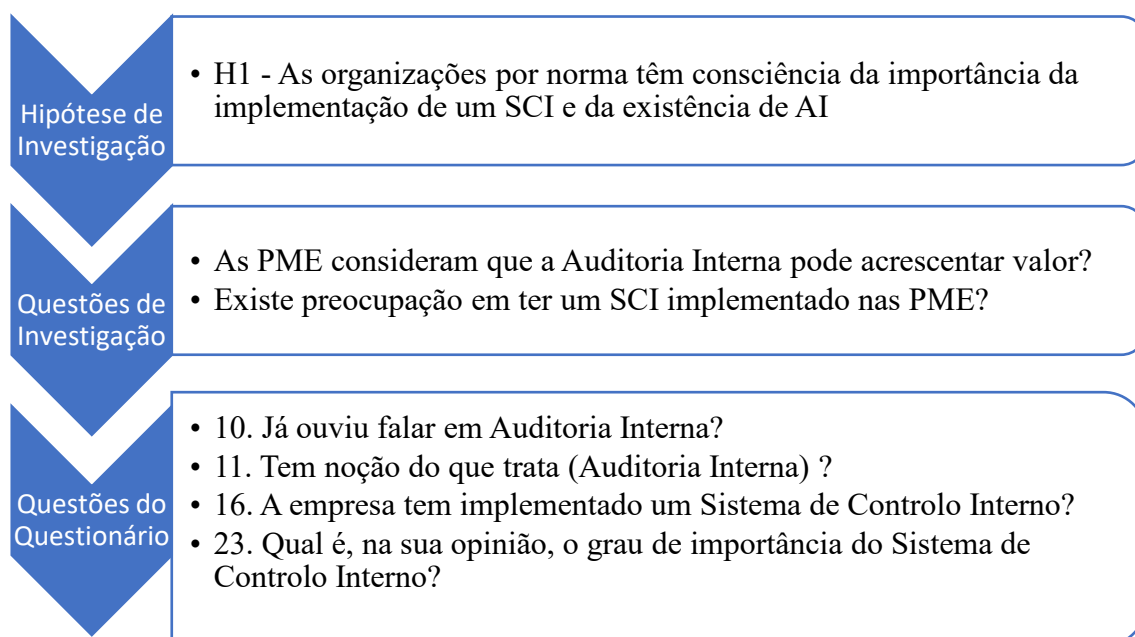 Hipótese de
Investigação
• H1 - As organizações por norma têm consciência da importância da
implementação de um SCI e da existência de AI
Questões de
Investigação
• As PME consideram que a Auditoria Interna pode acrescentar valor?
• Existe preocupação em ter um SCI implementado nas PME?
Questões do
Questionário
• 10. Já ouviu falar em Auditoria Interna?
• 11. Tem noção do que trata (Auditoria Interna) ?
• 16. A empresa tem implementado um Sistema de Controlo Interno?
• 23. Qual é, na sua opinião, o grau de importância do Sistema de
Controlo Interno?